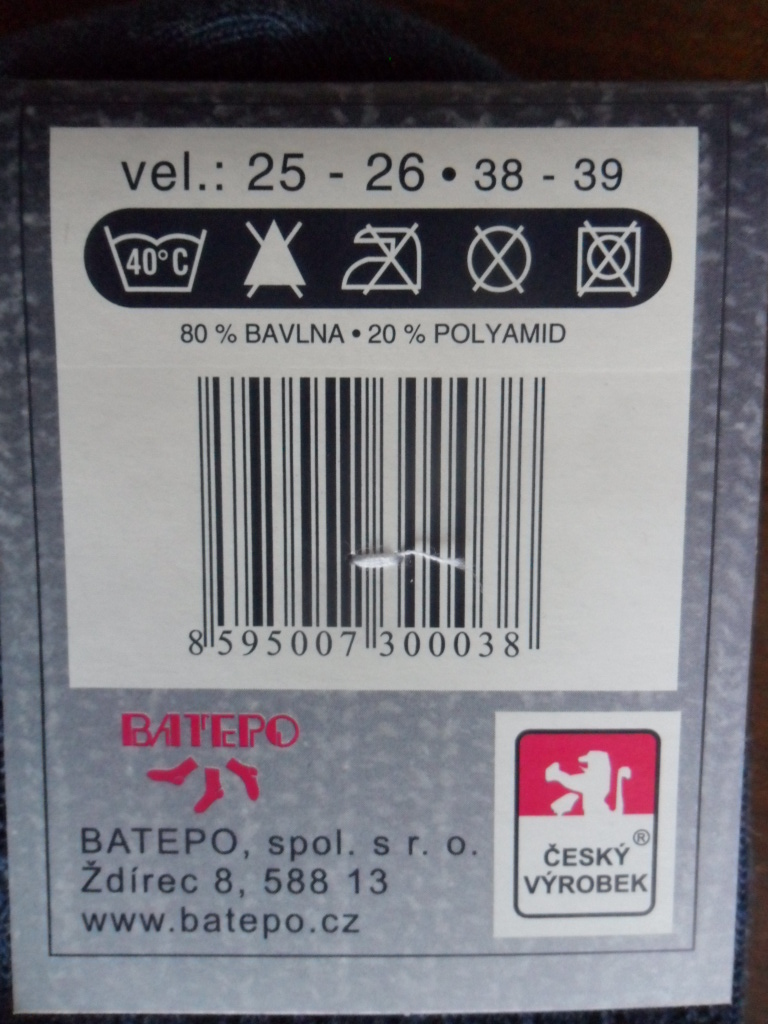 vel.: 25 - 26 • 38 - 39
40°C
80 % BAVLNA • 20 % POLYAMID
8 595007 300038
BATEPO
BATEPO, spol. s r. o.
Ždírec 8, 588 13
www.batepo.cz
®
ČESKÝ
VÝROBEK